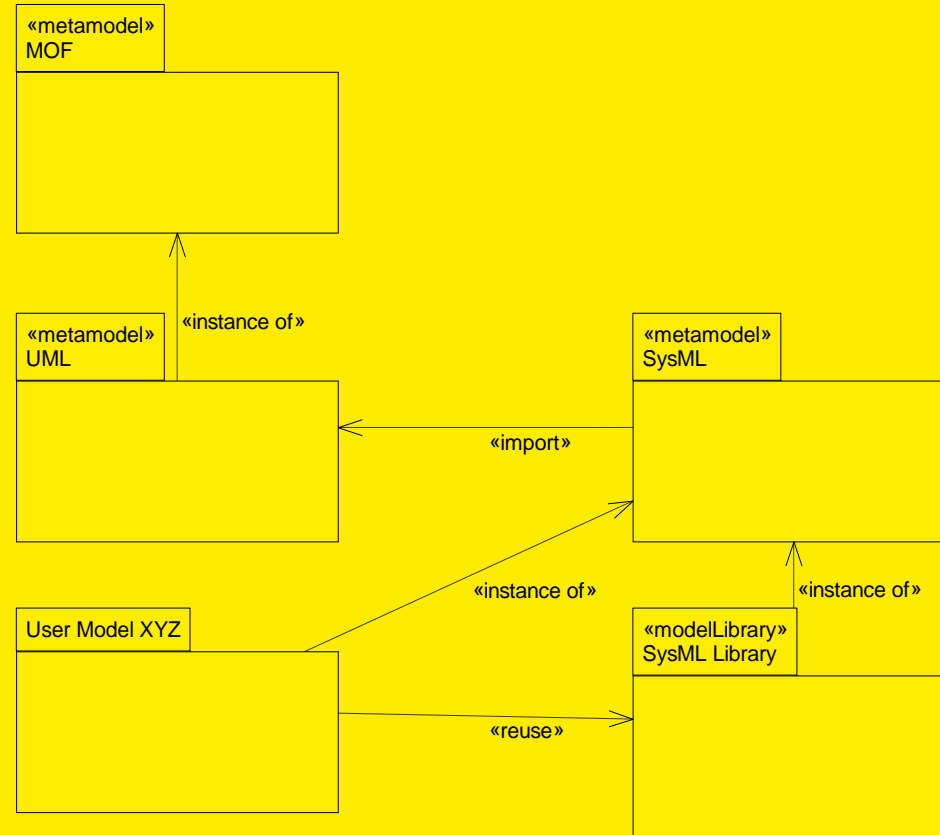 «metamodel»
MOF
«instance of»
«metamodel»
UML
«metamodel»
SysML
«import»
«instance of»
«instance of»
User Model XYZ
«modelLibrary»
SysML Library
«reuse»